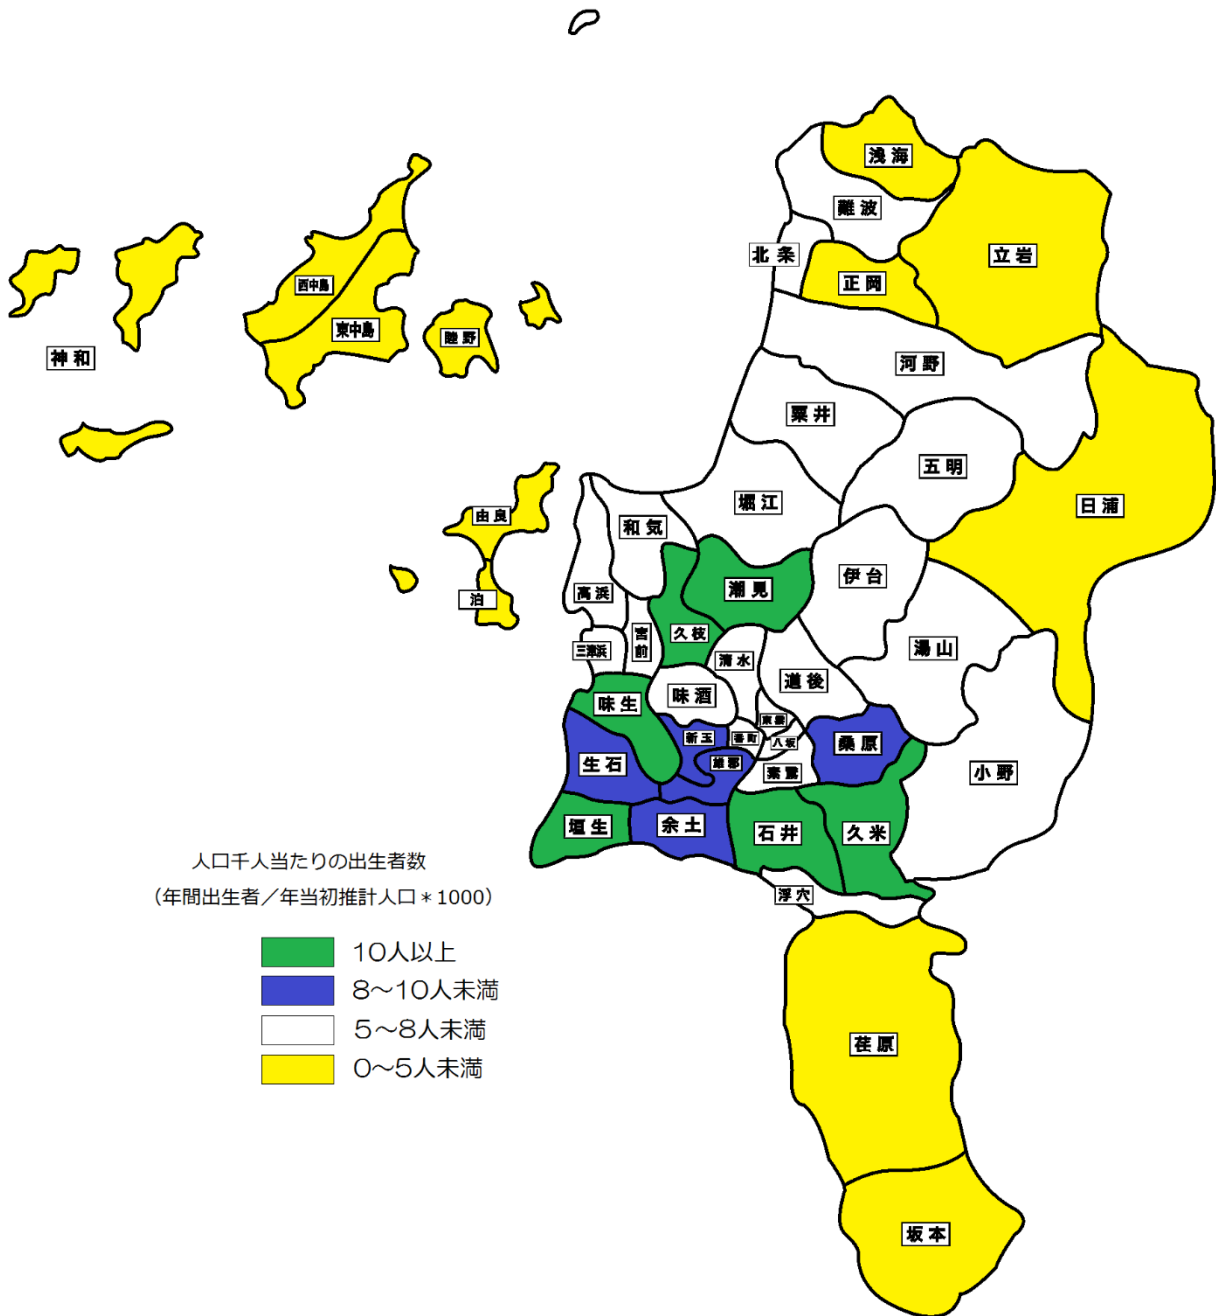 浅海
難波
立岩
北条
正岡
西中島
東中島
陸野
神和
河野
粟井
五明
堀江
日浦
由良
和気
伊台
潮見
高浜
泊
久枝
宮前
三津浜
清水
湯山
道後
味酒
味生
東雲
新玉
番町
八坂
桑原
生石
雄郡
素鵞
小野
垣生
余土
石井
久米
浮穴
人口千人当たりの出生者数
(年間出生者/年当初推計人口*1000)
10人以上
8~10人未満
5~8人未満
0~5人未満
荏原
坂本